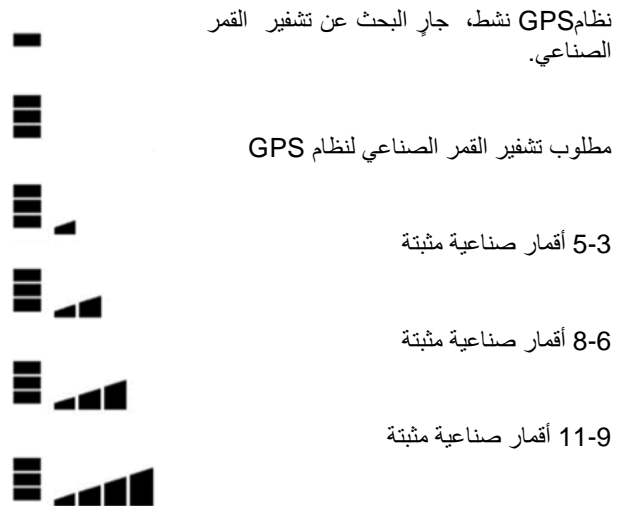 نظامGPS نشط، جارٍ البحث عن تشفير القمر
الصناعي.
مطلوب تشفير القمر الصناعي لنظام GPS
5-3 أقمار صناعية مثبتة
8-6 أقمار صناعية مثبتة
11-9 أقمار صناعية مثبتة